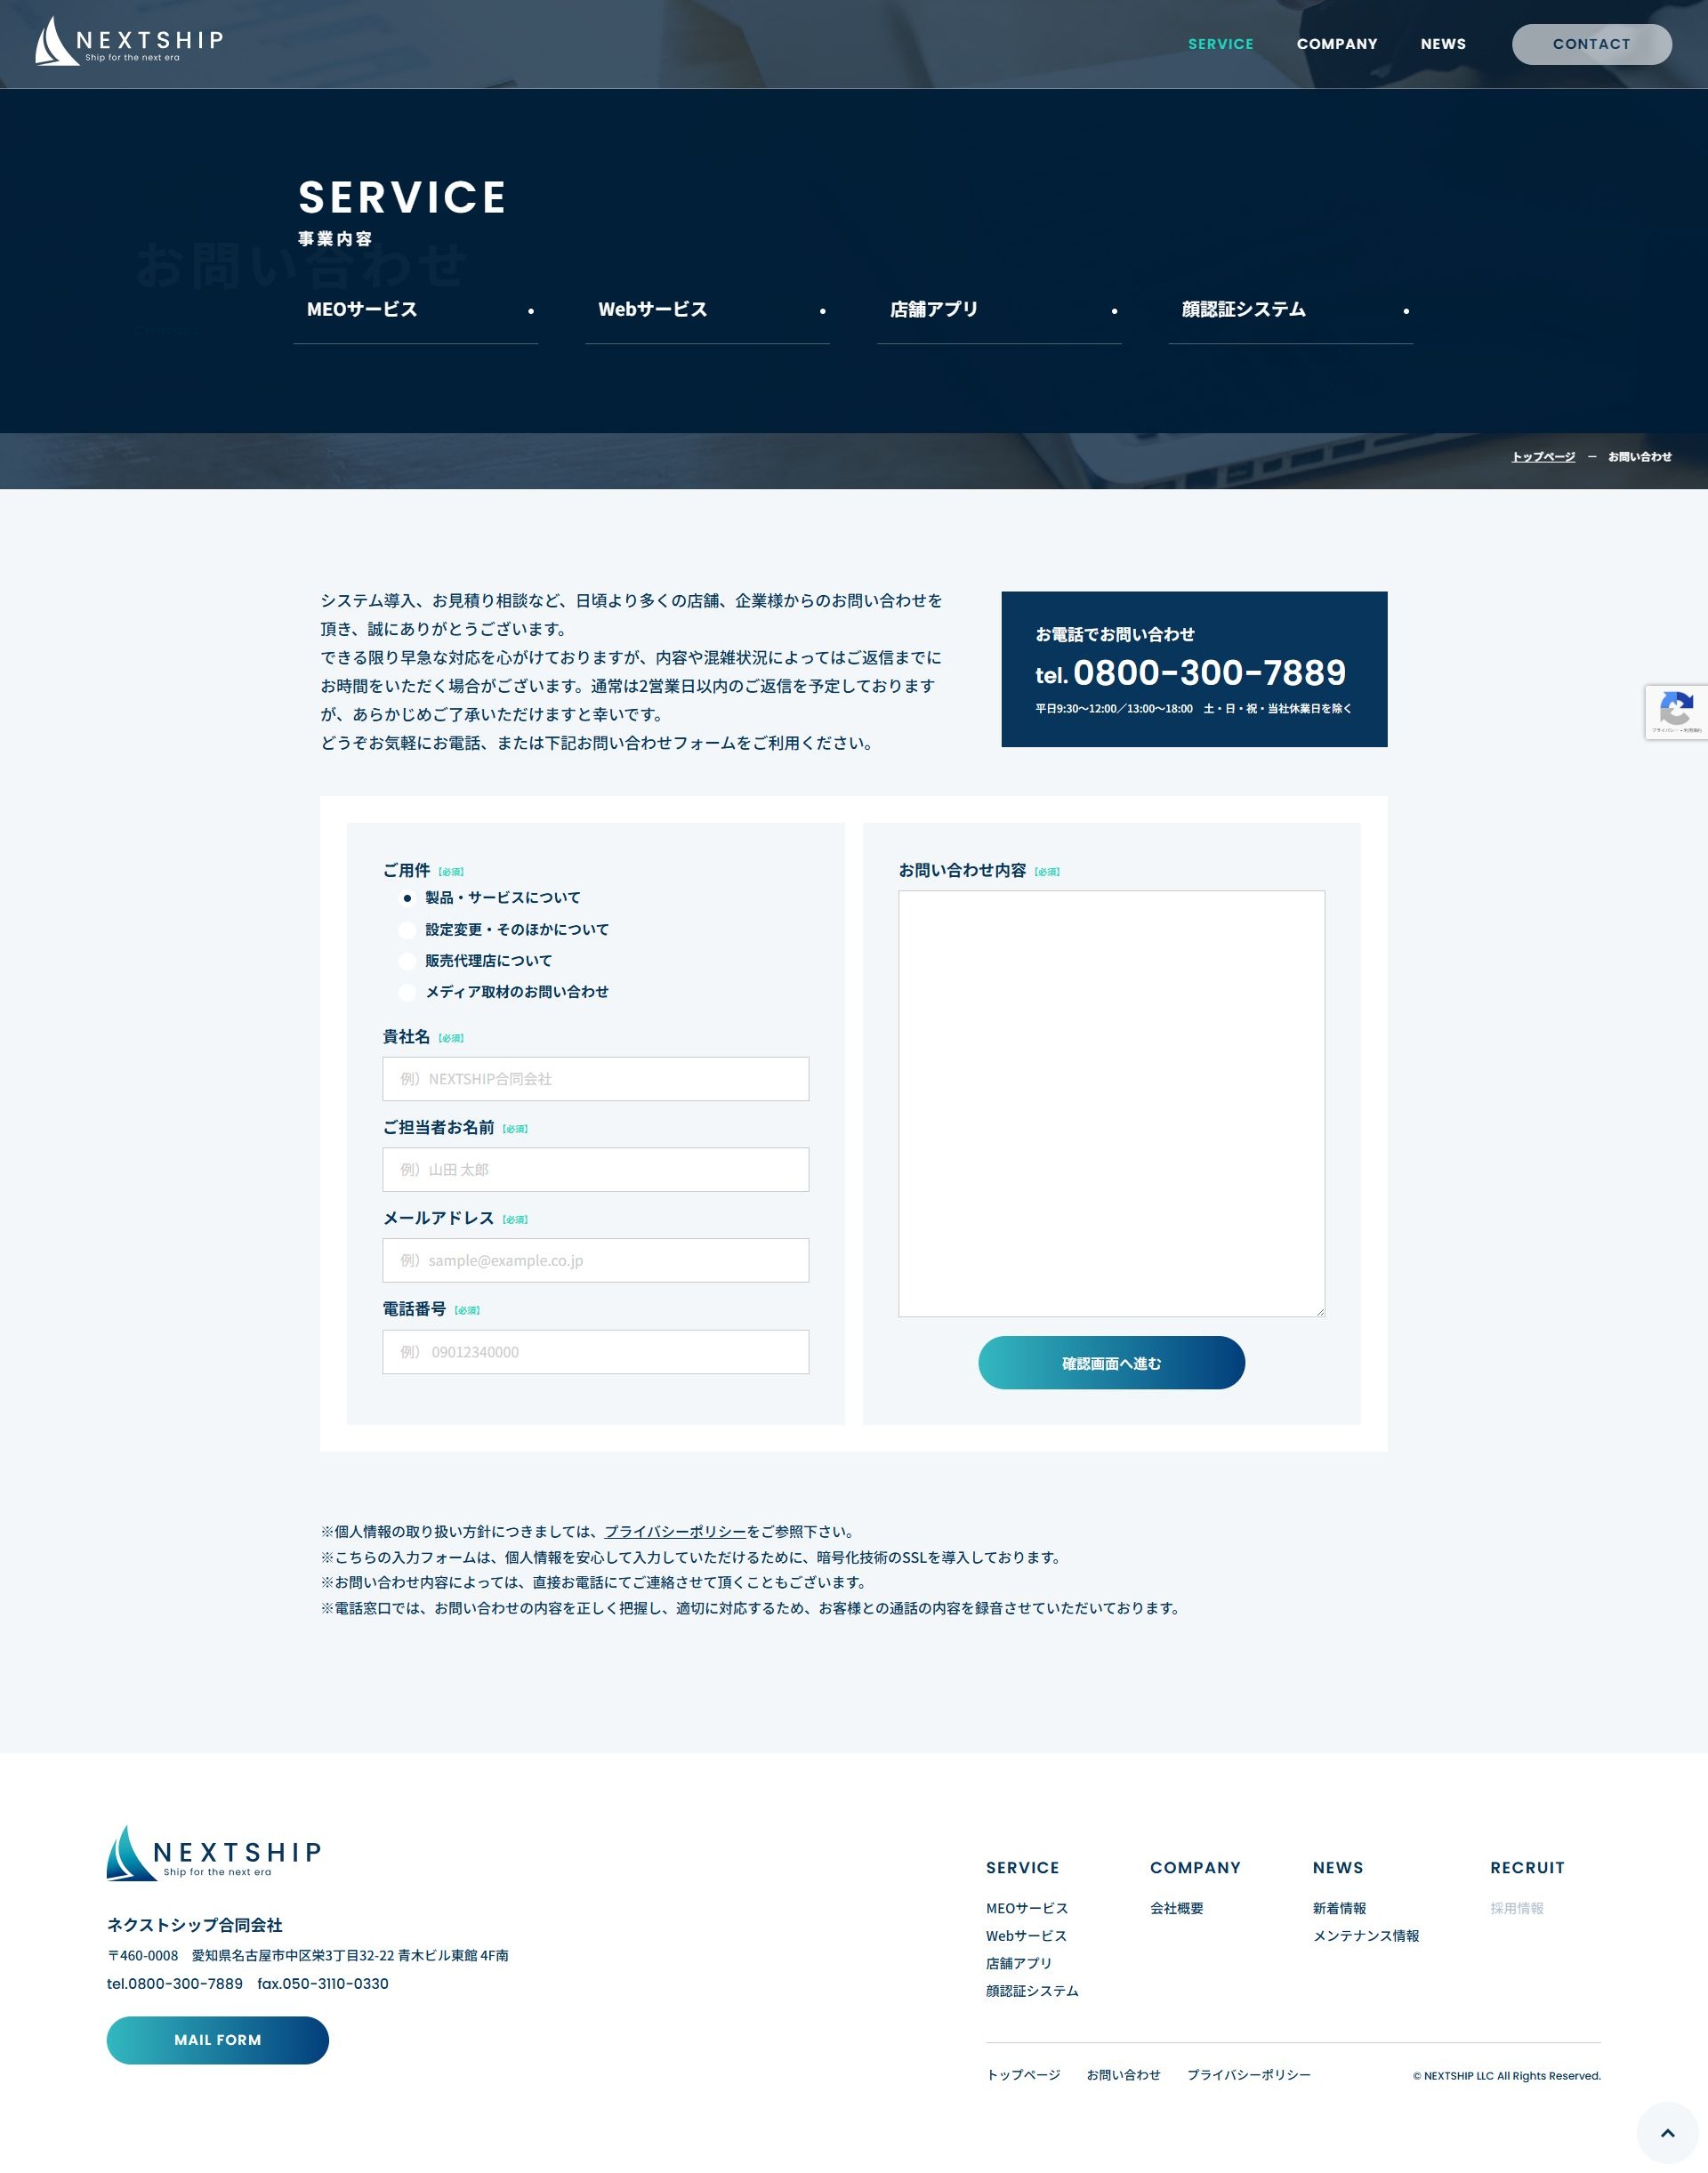 NEXTSHIP
Ship for the next era
SERVICE
COMPANY
NEWS
CONTACT
SERVICE
事業内容
お問い合わせ
MEOサービス
Webサービス
店舗アプリ
顔認証システム
トップページ － お問い合わせ
システム導入、お見積り相談など、日頃より多くの店舗、企業様からのお問い合わせを
頂き、誠にありがとうございます。
できる限り早急な対応を心がけておりますが、内容や混雑状況によってはご返信までに
お時間をいただく場合がございます。通常は2営業日以内のご返信を予定しております
が、あらかじめご了承いただけますと幸いです。
どうぞお気軽にお電話、または下記お問い合わせフォームをご利用ください。
お電話でお問い合わせ
tel. 0800-300-7889
平日9:30〜12:00／13:00〜18:00　土・日・祝・当社休業日を除く
プライバシー・利用規約
ご用件【必須】
製品・サービスについて
設定変更・そのほかについて
販売代理店について
メディア取材のお問い合わせ
貴社名【必須】
例）NEXTSHIP合同会社
ご担当者お名前【必須】
例）山田 太郎
メールアドレス【必須】
例）sample@example.co.jp
電話番号【必須】
例） 09012340000
お問い合わせ内容【必須】
確認画面へ進む
※個人情報の取り扱い方針につきましては、プライバシーポリシーをご参照下さい。
※こちらの入力フォームは、個人情報を安心して入力していただけるために、暗号化技術のSSLを導入しております。
※お問い合わせ内容によっては、直接お電話にてご連絡させて頂くこともございます。
※電話窓口では、お問い合わせの内容を正しく把握し、適切に対応するため、お客様との通話の内容を録音させていただいております。
NEXTSHIP
Ship for the next era
ネクストシップ合同会社
〒460-0008　愛知県名古屋市中区栄3丁目32-22 青木ビル東館 4F南
tel.0800-300-7889　fax.050-3110-0330
MAIL FORM
SERVICE
MEOサービス
Webサービス
店舗アプリ
顔認証システム
COMPANY
会社概要
NEWS
新着情報
メンテナンス情報
RECRUIT
採用情報
トップページ
お問い合わせ
プライバシーポリシー
© NEXTSHIP LLC All Rights Reserved.